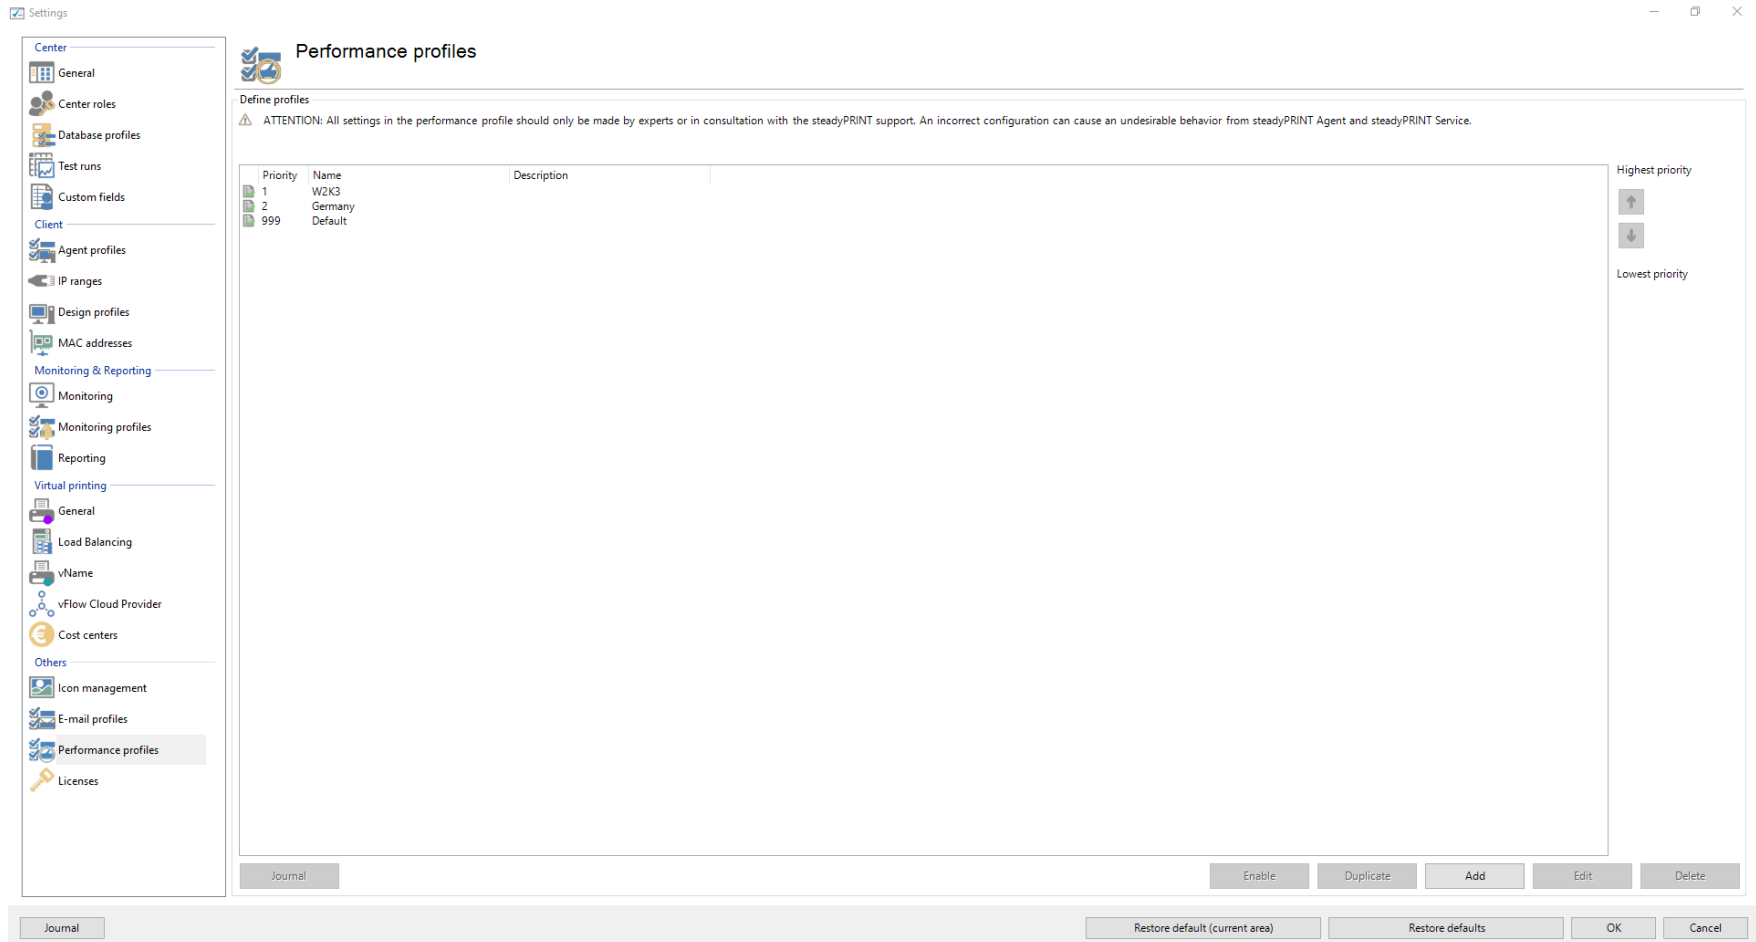 Settings
Center
General
Center roles
Database profiles
Test runs
Custom fields
Client
Agent profiles
IP ranges
Design profiles
MAC addresses
Monitoring & Reporting
Monitoring
Monitoring profiles
Reporting
Virtual printing
General
Load Balancing
vName
vFlow Cloud Provider
Cost centers
Others
Icon management
E-mail profiles
Performance profiles
Licenses
Performance profiles
Define profiles
ATTENTION: All settings in the performance profile should only be made by experts or in consultation with the steadyPRINT support. An incorrect configuration can cause an undesirable behavior from steadyPRINT Agent and steadyPRINT Service.
Priority Name Description
1 W2K3
2 Germany
999 Default
Highest priority
Lowest priority
Journal Enable Duplicate Add Edit Delete
Journal Restore default (current area) Restore defaults OK Cancel